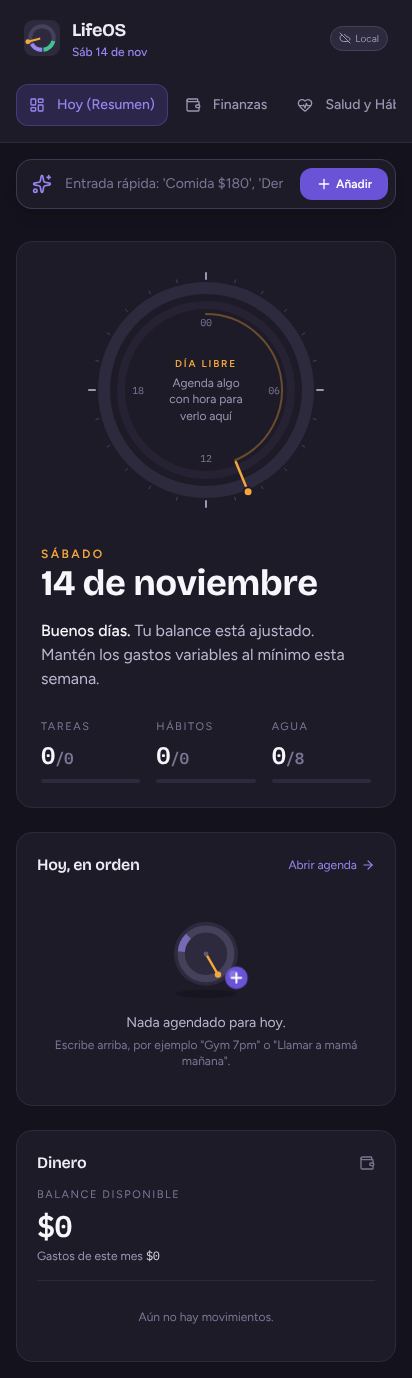 LifeOS
Sáb 14 de nov
Local
Hoy (Resumen)
Finanzas
Salud y Háb
Entrada rápida: 'Comida $180', 'Der
Añadir
00
DÍA LIBRE
18
Agenda algo
con hora para
verlo aquí
06
12
SÁBADO
14 de noviembre
Buenos días. Tu balance está ajustado.
Mantén los gastos variables al mínimo esta
semana.
TAREAS
HÁBITOS
AGUA
0/0
0/0
0/8
Hoy, en orden
Abrir agenda →
Nada agendado para hoy.
Escribe arriba, por ejemplo "Gym 7pm" o "Llamar a mamá
mañana".
Dinero
BALANCE DISPONIBLE
$0
Gastos de este mes $0
Aún no hay movimientos.